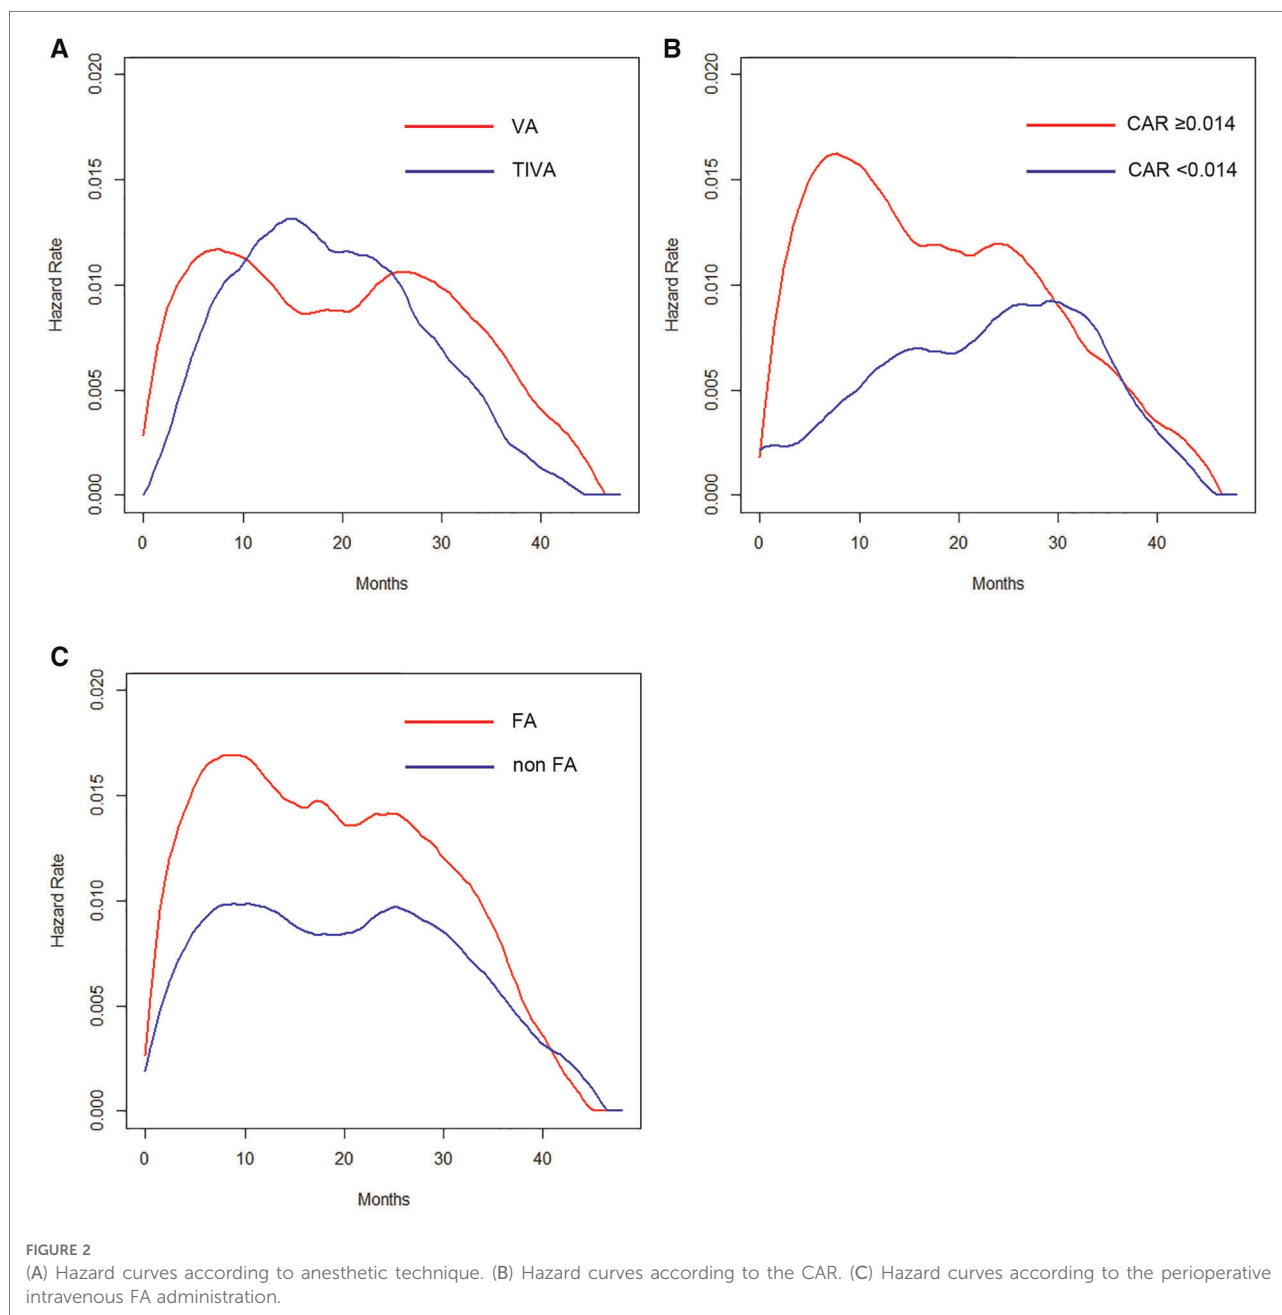 A
0.020
0.015
0.010
0.005
0.000
Hazard Rate
VA
TIVA
0 10 20 30 40
Months
B
0.020
0.015
0.010
0.005
0.000
Hazard Rate
CAR ≥0.014
CAR <0.014
0 10 20 30 40
Months
C
0.020
0.015
0.010
0.005
0.000
Hazard Rate
FA
non FA
0 10 20 30 40
Months
FIGURE 2
(A) Hazard curves according to anesthetic technique. (B) Hazard curves according to the CAR. (C) Hazard curves according to the perioperative
intravenous FA administration.